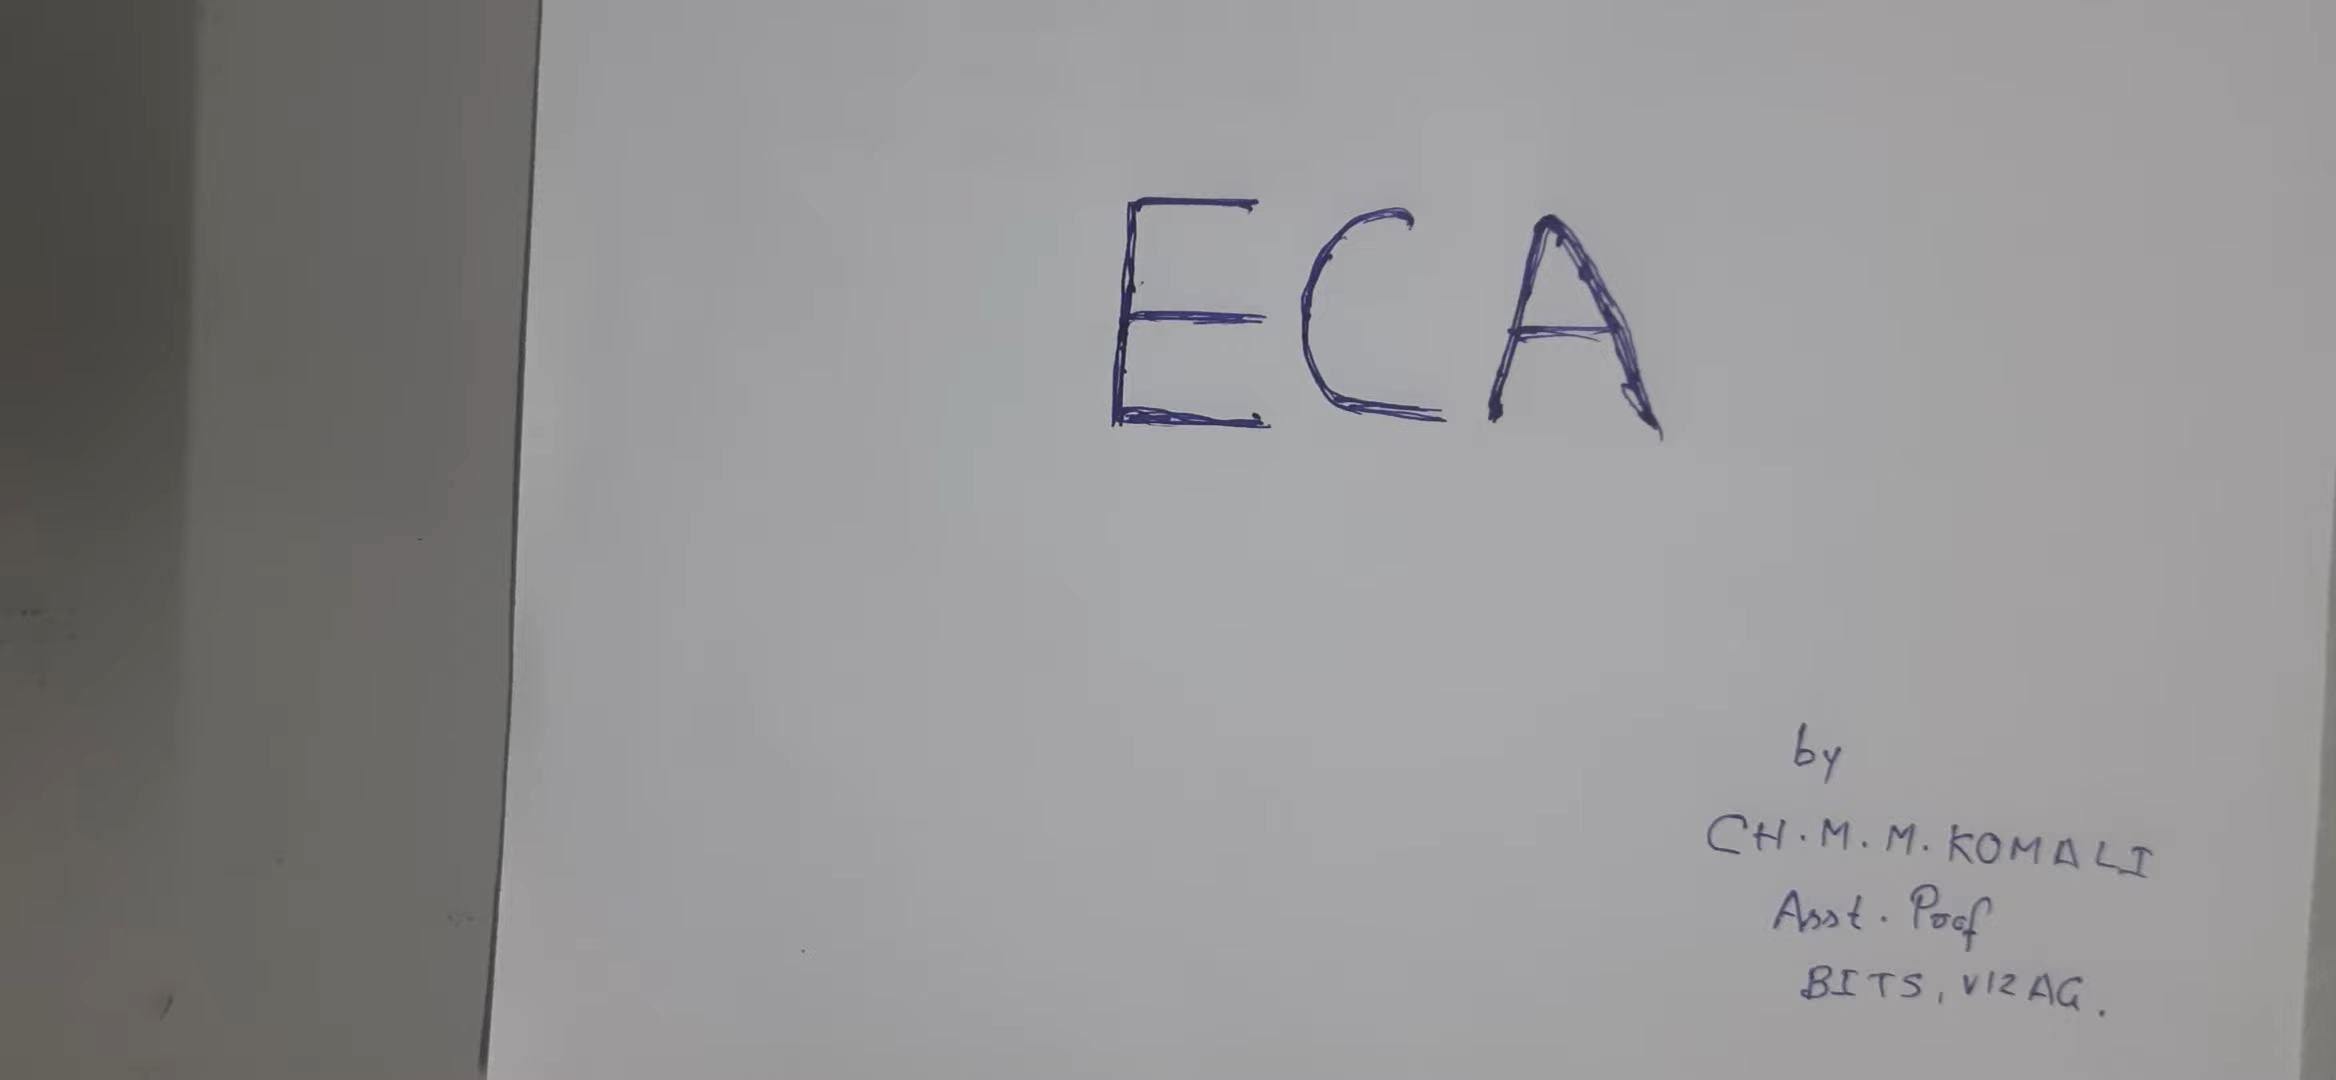 ECA
by
CH. M. M. KOMALI
Asst. Prof
BITS, VIZAG.